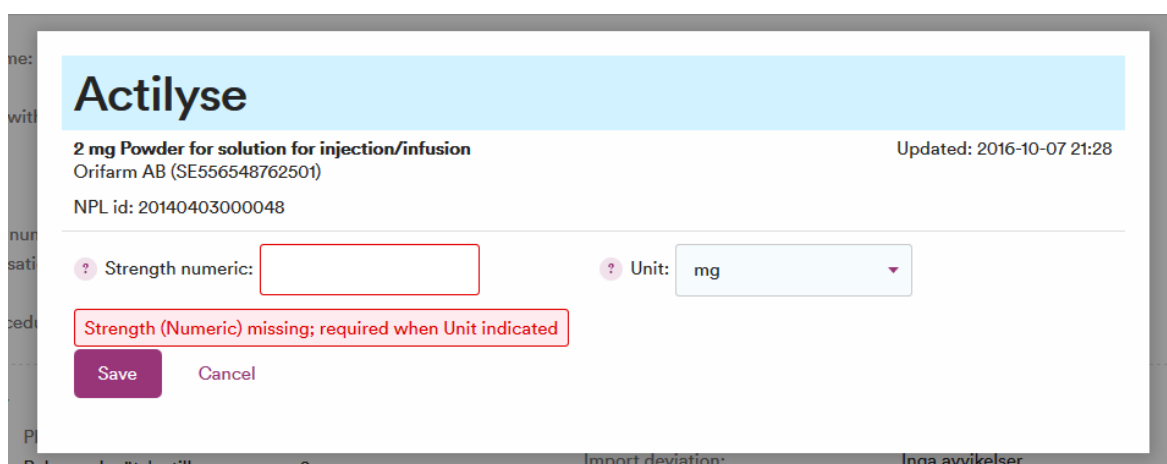 Actilyse
2 mg Powder for solution for injection/infusion
Updated: 2016-10-07 21:28
Orifarm AB (SE556548762501)
NPL id: 20140403000048
? Strength numeric:
? Unit: mg
Strength (Numeric) missing; required when Unit indicated
Save Cancel
Import deviation: Inga avvikelser